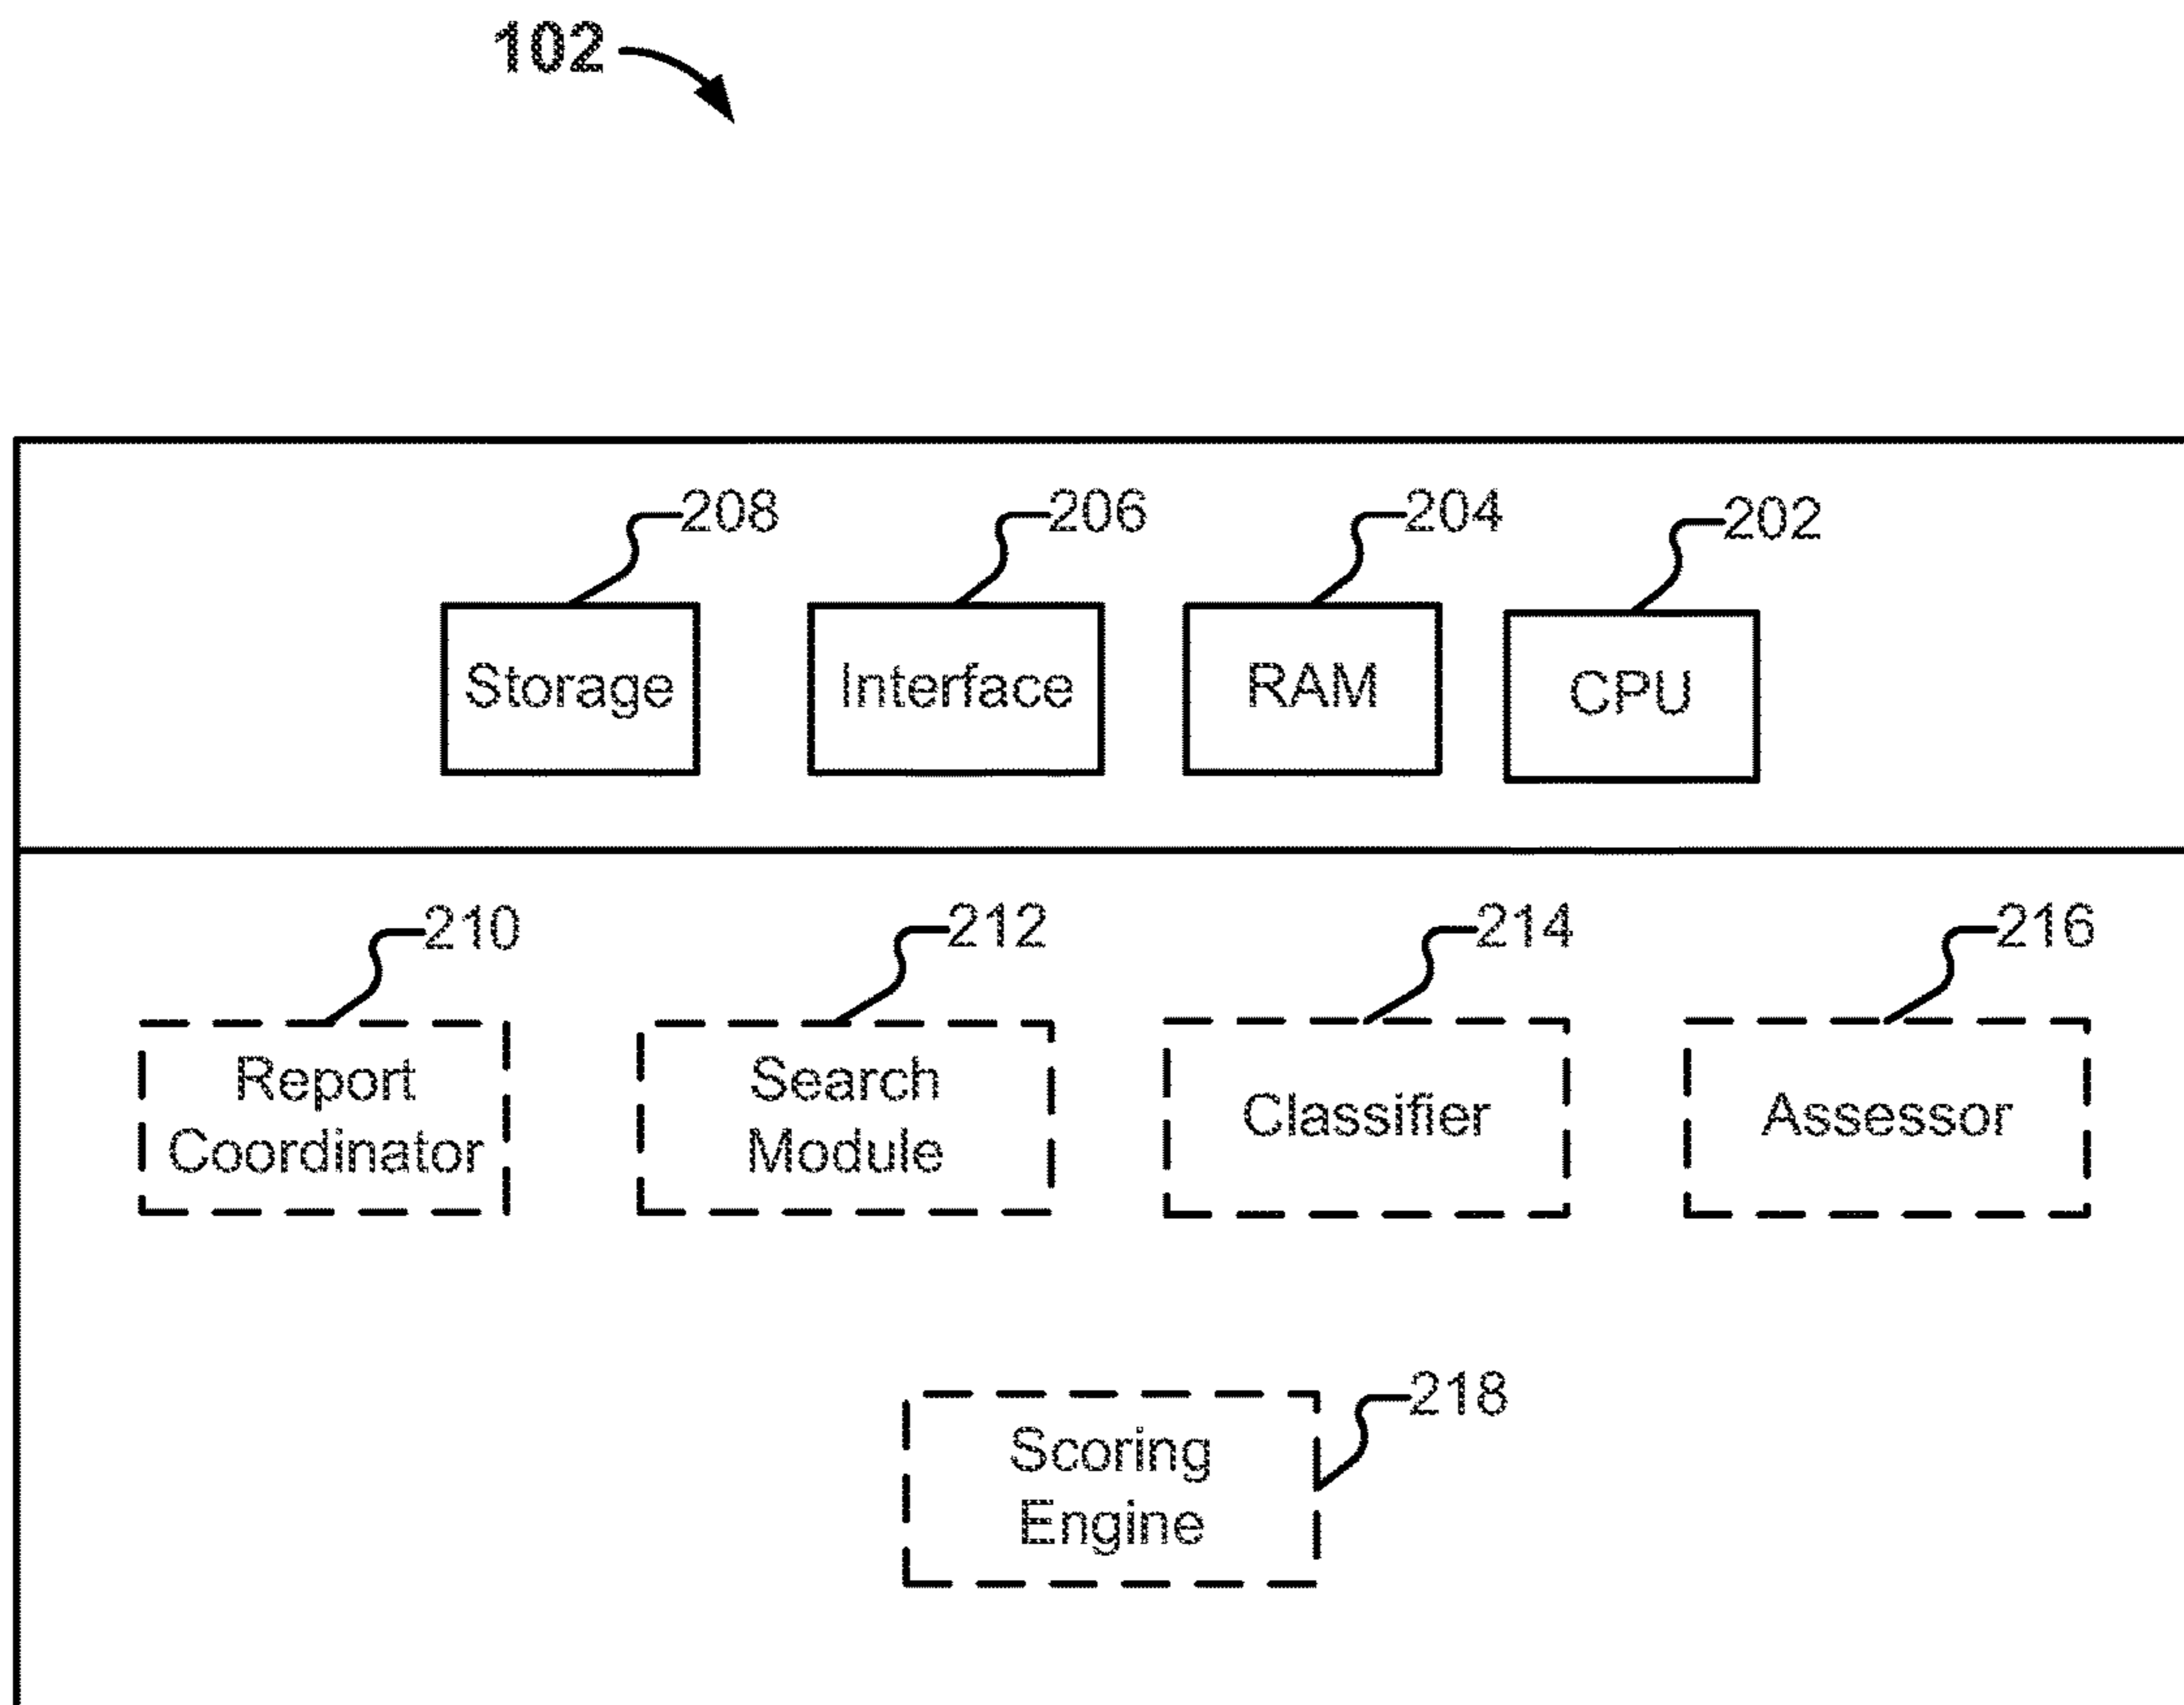 102
208
206
204
202
Storage
Interface
RAM
CPU
210
212
214
216
Report
Coordinator
Search
Module
Classifier
Assessor
218
Scoring
Engine